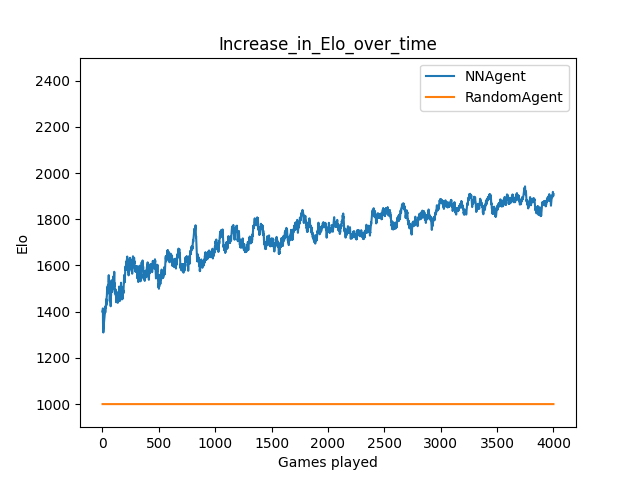 Increase_in_Elo_over_time
NNAgent
RandomAgent
2400
2200
2000
1800
1600
1400
1200
1000
Elo
0 500 1000 1500 2000 2500 3000 3500 4000
Games played